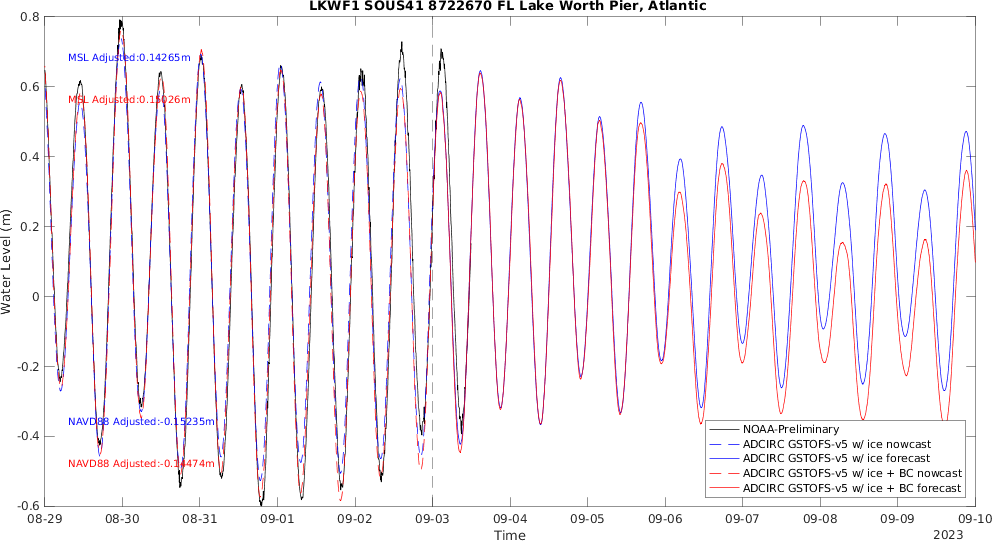 LKWF1 SOUS41 8722670 FL Lake Worth Pier, Atlantic
0.8
0.6
0.4
0.2
0
-0.2
-0.4
-0.6
Water Level (m)
MSL Adjusted:0.14265m
MSL Adjusted:0.15026m
NAVD88 Adjusted:-0.15235m
NAVD88 Adjusted:-0.14474m
NOAA-Preliminary
ADCIRC GSTOFS-v5 w/ ice nowcast
ADCIRC GSTOFS-v5 w/ ice forecast
ADCIRC GSTOFS-v5 w/ ice + BC nowcast
ADCIRC GSTOFS-v5 w/ ice + BC forecast
08-29 08-30 08-31 09-01 09-02 09-03 09-04 09-05 09-06 09-07 09-08 09-09 09-10
Time
2023